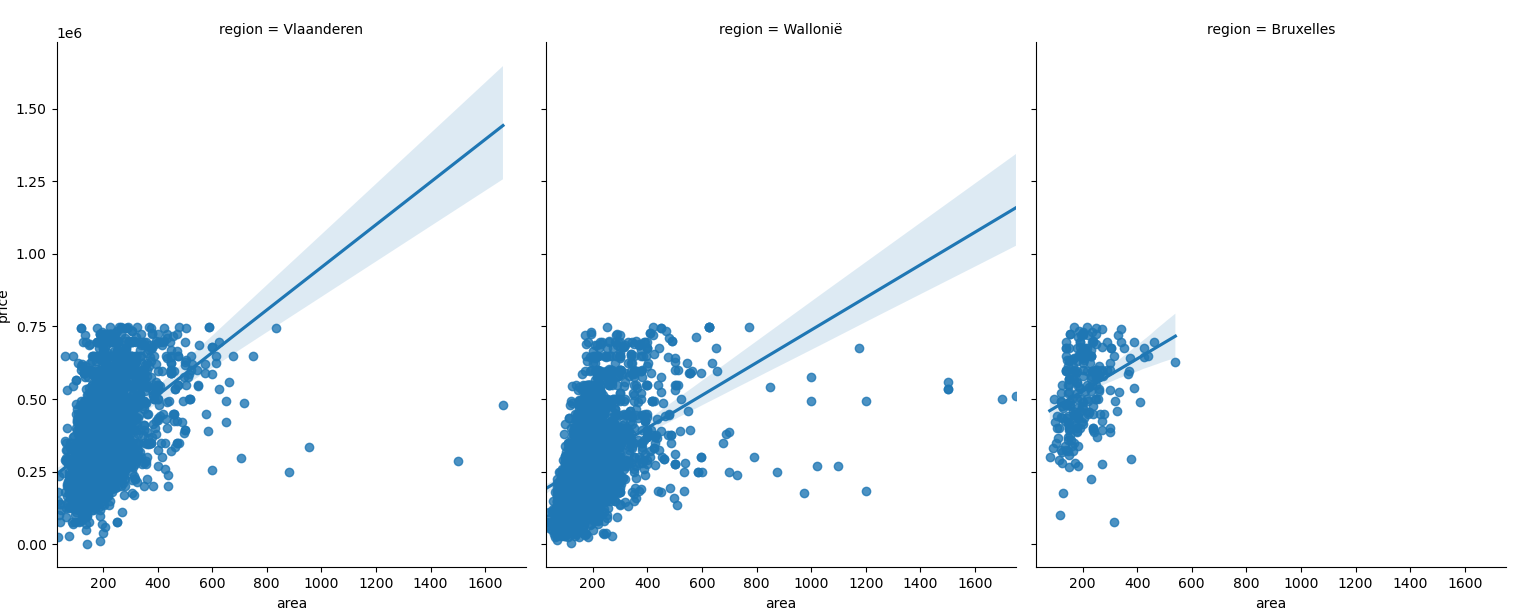 region = Vlaanderen
region = Wallonië
region = Bruxelles
1e6
1.50
1.25
1.00
0.75
0.50
0.25
0.00
price
200 400 600 800 1000 1200 1400 1600
200 400 600 800 1000 1200 1400 1600
200 400 600 800 1000 1200 1400 1600
area
area
area